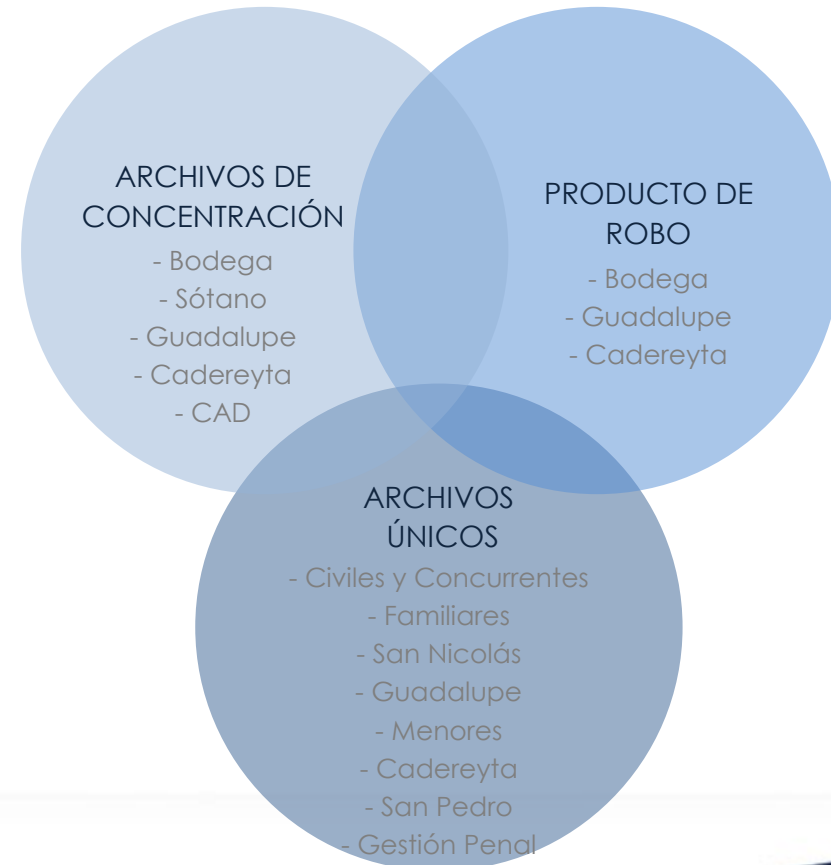 ARCHIVOS DE
CONCENTRACIÓN
- Bodega
- Sótano
- Guadalupe
- Cadereyta
- CAD
PRODUCTO DE
ROBO
- Bodega
- Guadalupe
- Cadereyta
ARCHIVOS
ÚNICOS
- Civiles y Concurrentes
- Familiares
- San Nicolás
- Guadalupe
- Menores
- Cadereyta
- San Pedro
- Gestión Penal